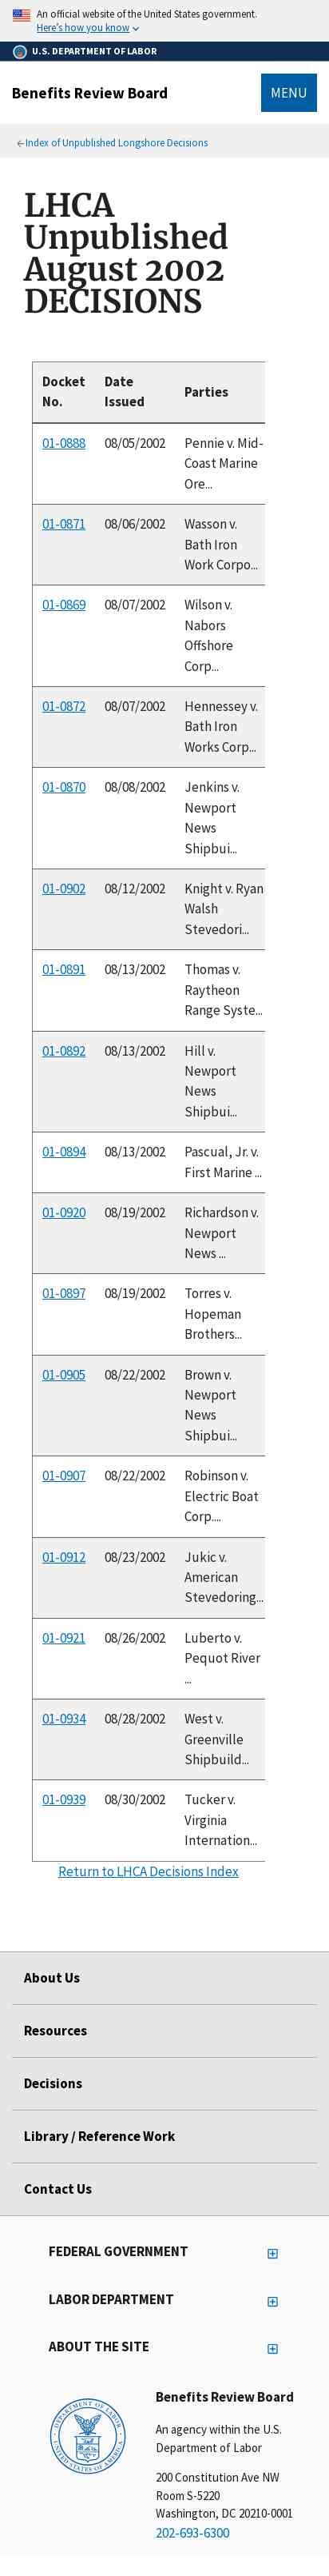 An official website of the United States government.
Here's how you know
U.S. DEPARTMENT OF LABOR
Benefits Review Board
MENU
Index of Unpublished Longshore Decisions
LHCA
Unpublished
August 2002
DECISIONS
Docket No. Date Issued Parties
01-0888 08/05/2002 Pennie v. Mid-
Coast Marine
Ore...
01-0871 08/06/2002 Wasson v.
Bath Iron
Work Corpo...
01-0869 08/07/2002 Wilson v.
Nabors
Offshore
Corp...
01-0872 08/07/2002 Hennessey v.
Bath Iron
Works Corp...
01-0870 08/08/2002 Jenkins v.
Newport
News
Shipbui...
01-0902 08/12/2002 Knight v. Ryan
Walsh
Stevedori...
01-0891 08/13/2002 Thomas v.
Raytheon
Range Syste...
01-0892 08/13/2002 Hill v.
Newport
News
Shipbui...
01-0894 08/13/2002 Pascual, Jr. v.
First Marine ...
01-0920 08/19/2002 Richardson v.
Newport
News ...
01-0897 08/19/2002 Torres v.
Hopeman
Brothers...
01-0905 08/22/2002 Brown v.
Newport
News
Shipbui...
01-0907 08/22/2002 Robinson v.
Electric Boat
Corp....
01-0912 08/23/2002 Jukic v.
American
Stevedoring...
01-0921 08/26/2002 Luberto v.
Pequot River
...
01-0934 08/28/2002 West v.
Greenville
Shipbuild...
01-0939 08/30/2002 Tucker v.
Virginia
Internation...
Return to LHCA Decisions Index
About Us
Resources
Decisions
Library / Reference Work
Contact Us
FEDERAL GOVERNMENT
LABOR DEPARTMENT
ABOUT THE SITE
DEPARTMENT OF LABOR
UNITED STATES OF AMERICA
Benefits Review Board
An agency within the U.S.
Department of Labor
200 Constitution Ave NW
Room S-5220
Washington, DC 20210-0001
202-693-6300